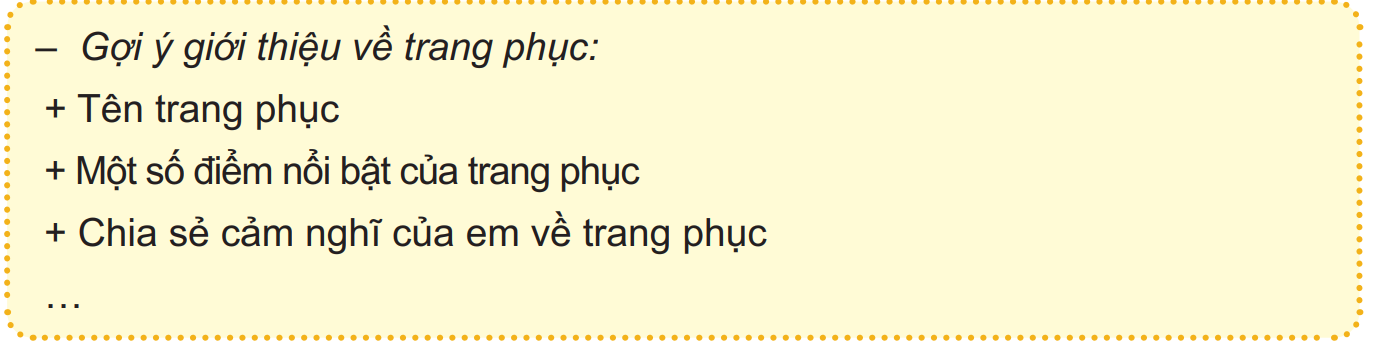 – Gợi ý giới thiệu về trang phục:
+ Tên trang phục
+ Một số điểm nổi bật của trang phục
+ Chia sẻ cảm nghĩ của em về trang phục
…